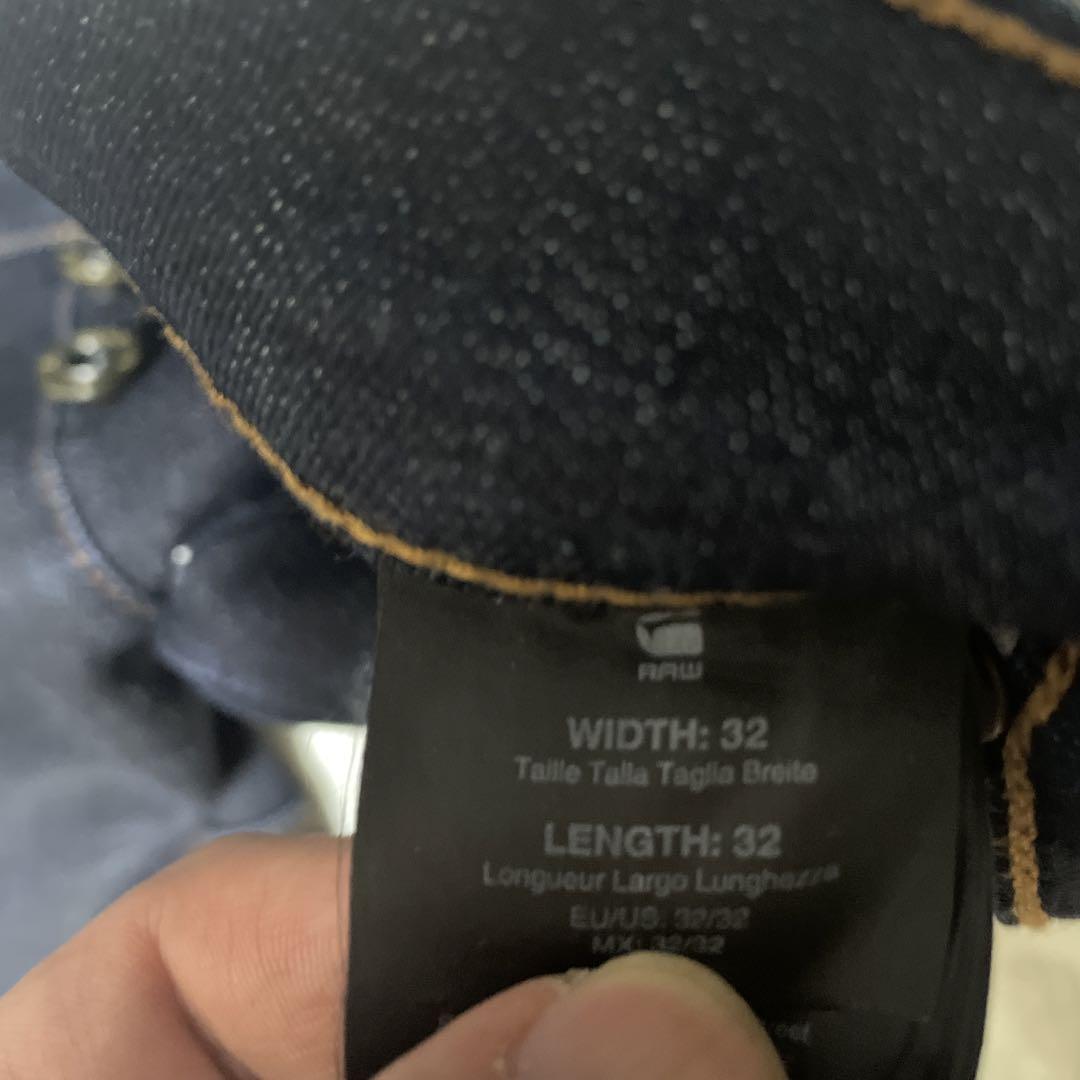 RAW
WIDTH: 32
Taille Talla Taglia Breite
LENGTH: 32
Longueur Largo Lunghezza
EU/US: 32/32
MX: 32/32